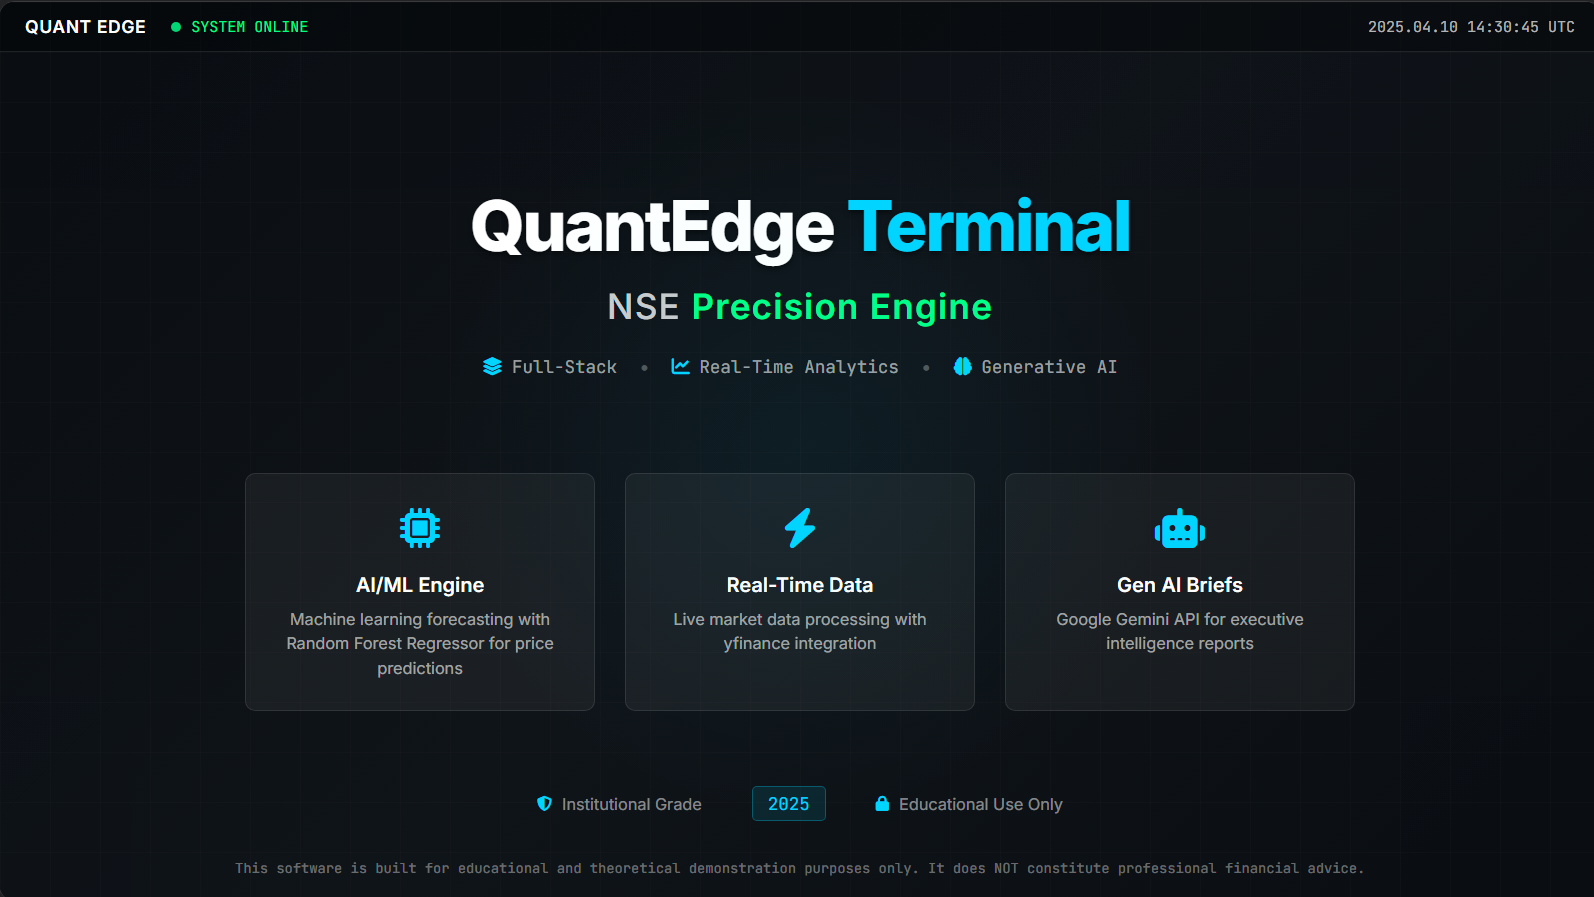 QUANT EDGE SYSTEM ONLINE 2025.04.10 14:30:45 UTC
QuantEdge Terminal
NSE Precision Engine
Full-Stack • Real-Time Analytics • Generative AI
AI/ML Engine
Machine learning forecasting with
Random Forest Regressor for price
predictions
Real-Time Data
Live market data processing with
yfinance integration
Gen AI Briefs
Google Gemini API for executive
intelligence reports
Institutional Grade 2025 Educational Use Only
This software is built for educational and theoretical demonstration purposes only. It does NOT constitute professional financial advice.